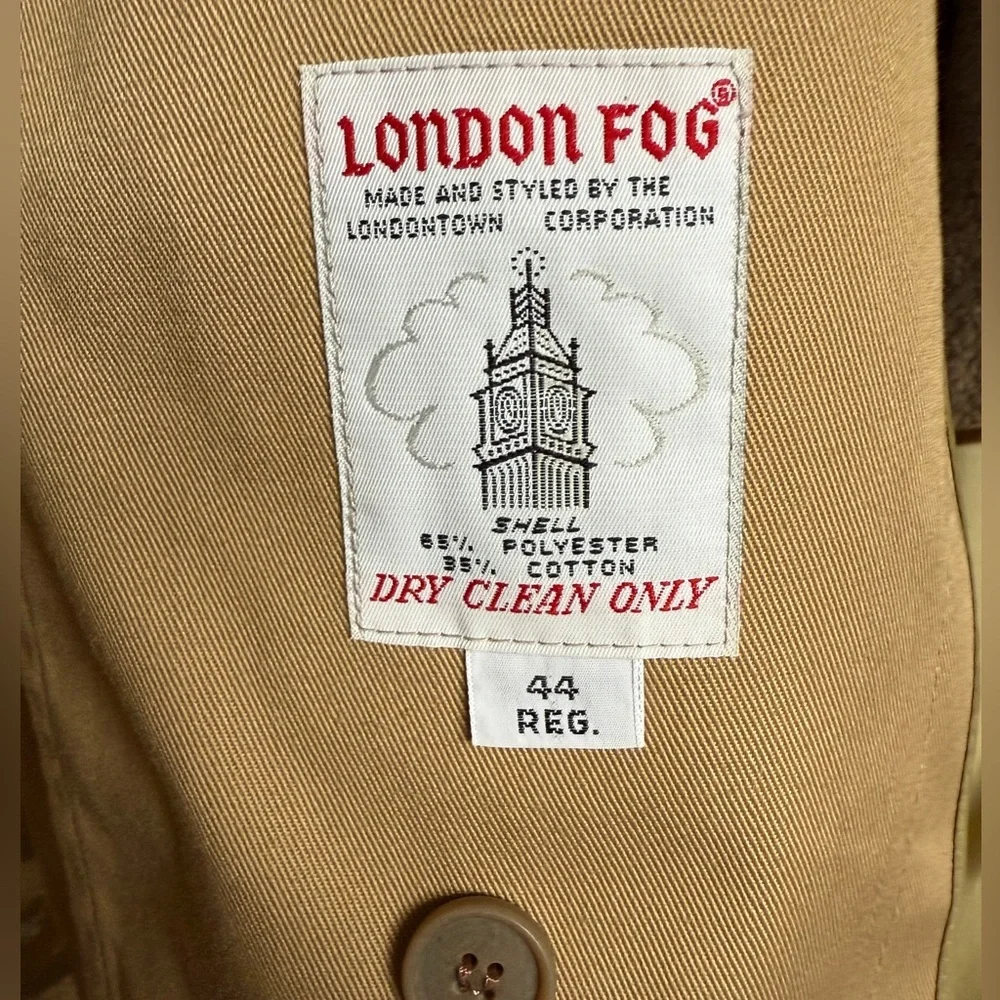 LONDON FOG®
MADE AND STYLED BY THE
LONDONTOWN CORPORATION
SHELL
65% POLYESTER
35% COTTON
DRY CLEAN ONLY
44
REG.